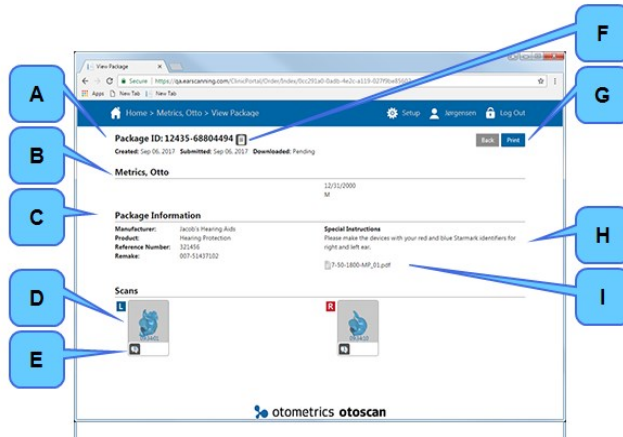 F
View Package
Secure https://qa.earscanning.com/ClinicPortal/Order/Index/
Apps New Tab New Tab
A
G
Home > Metrics, Otto > View Package
Setup Jørgensen Log Out
Package ID: 12435-68804494
Back Print
Created: Sep 06, 2017 Submitted: Sep 06, 2017 Downloaded: Pending
B
Metrics, Otto
12/31/2000
M
C
Package Information
Manufacturer: Jacob's Hearing Aids
Special Instructions
Product: Hearing Protection
Please make the devices with your red and blue Starmark identifiers for
H
Reference Number: 321456
right and left ear.
Remake: 007-51437102
7-50-1800-MP_01.pdf
I
Scans
D
L
R
093401
093410
E
otometrics otoscan